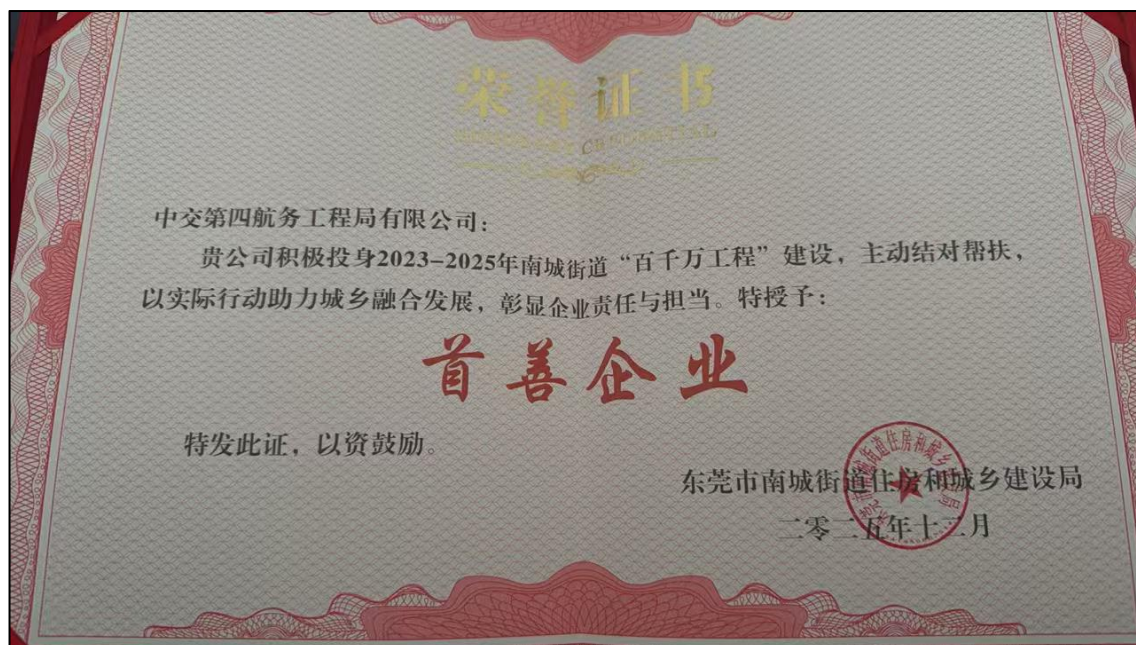 荣誉证书
中交第四航务工程局有限公司：
贵公司积极投身2023-2025年南城街道“百千万工程”建设，主动结对帮扶，
以实际行动助力城乡融合发展，彰显企业责任与担当。特授予：
首善企业
特发此证，以资鼓励。
东莞市南城街道住房和城乡建设局
二零二五年十二月